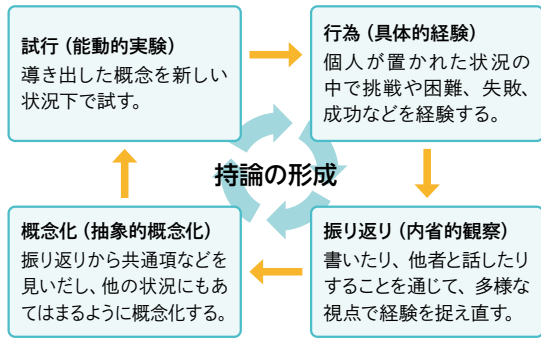 試行（能動的実験）
導き出した概念を新しい
状況下で試す。
行為（具体的経験）
個人が置かれた状況の
中で挑戦や困難、失敗、
成功などを経験する。
持論の形成
概念化（抽象的概念化）
振り返りから共通項などを
見いだし、他の状況にもあ
てはまるように概念化する。
振り返り（内省的観察）
書いたり、他者と話したり
することを通じて、多様な
視点で経験を捉え直す。